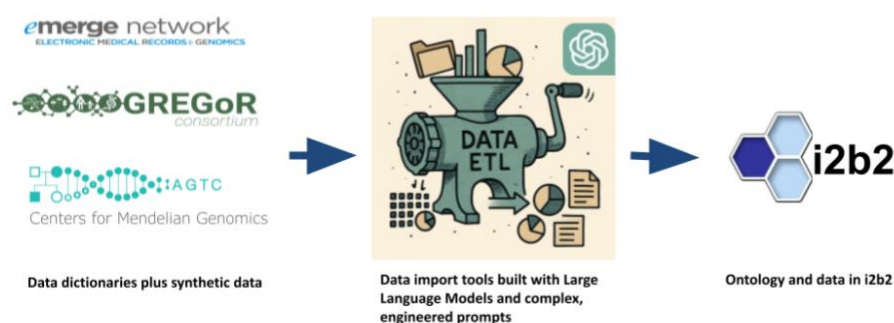 emerge network
ELECTRONIC MEDICAL RECORDS & GENOMICS
GREGoR
consortium
AGTC
Centers for Mendelian Genomics
Data dictionaries plus synthetic data
DATA
ETL
Data import tools built with Large
Language Models and complex,
engineered prompts
i2b2
Ontology and data in i2b2